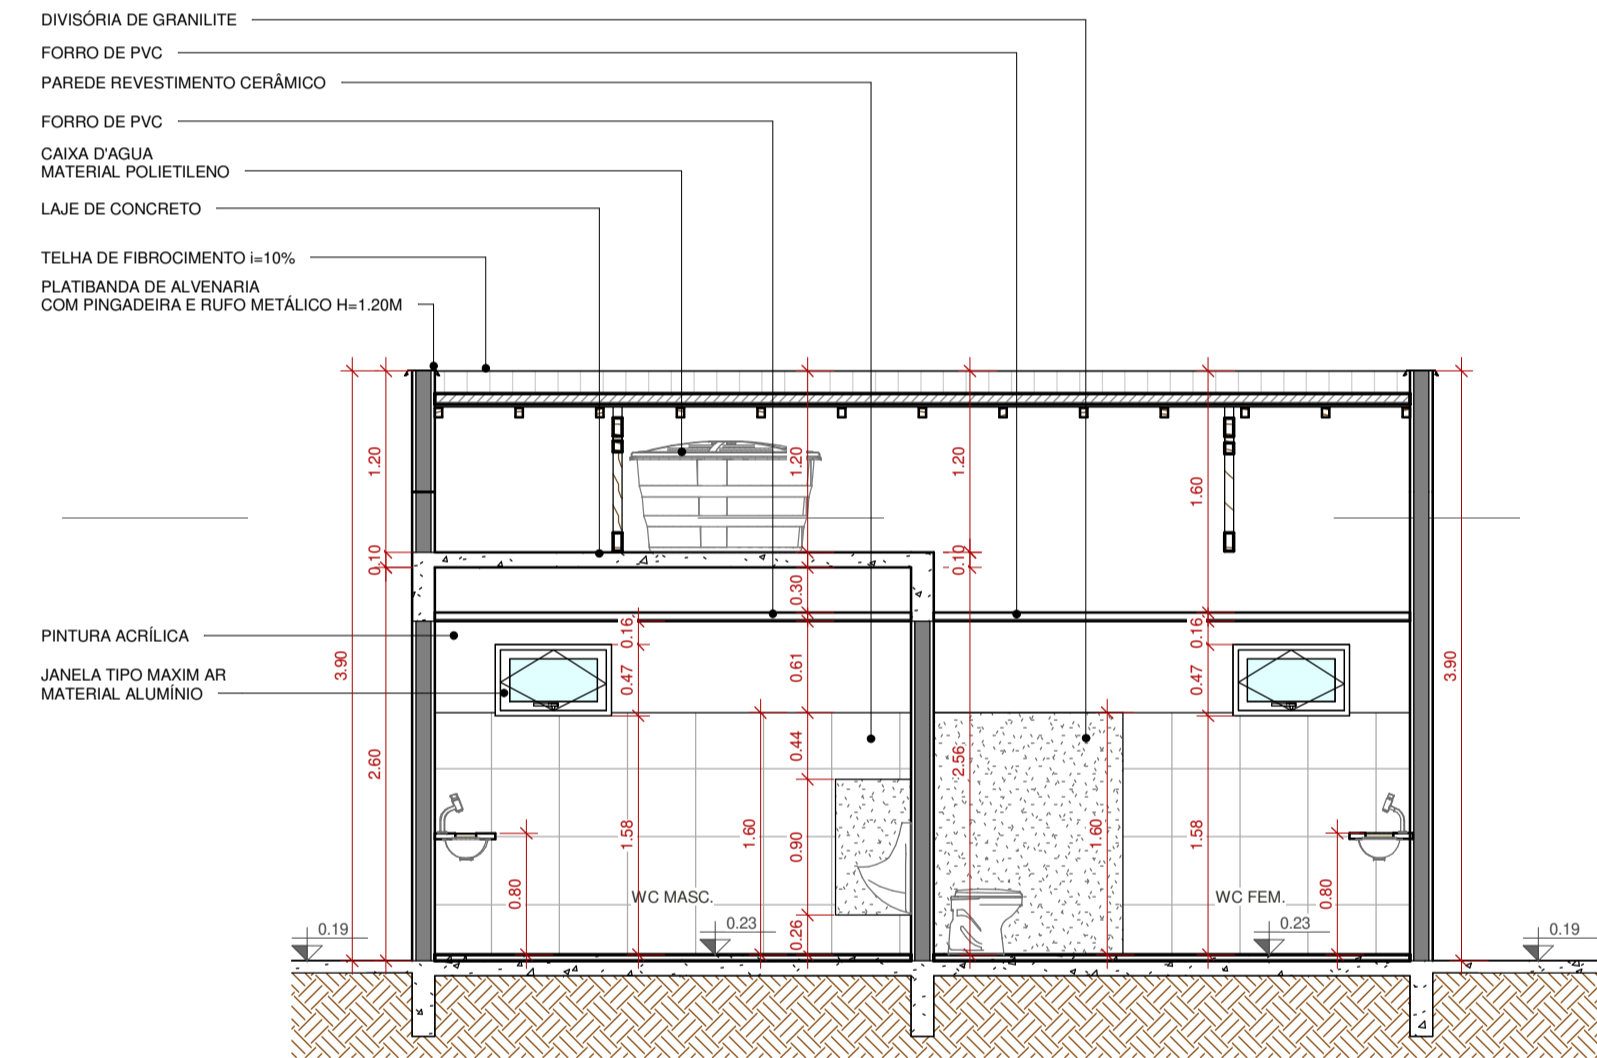 DIVISÓRIA DE GRANILITE
FORRO DE PVC
PAREDE REVESTIMENTO CERÂMICO
FORRO DE PVC
CAIXA D'AGUA
MATERIAL POLIETILENO
LAJE DE CONCRETO
TELHA DE FIBROCIMENTO i=10%
PLATIBANDA DE ALVENARIA
COM PINGADEIRA E RUFO METÁLICO H=1.20M
PINTURA ACRÍLICA
JANELA TIPO MAXIM AR
MATERIAL ALUMÍNIO
3.90
1.20
0.10
2.60
0.80
0.16
0.47
1.58
1.60
1.20
0.30
0.61
0.44
0.90
0.26
1.20
0.10
2.56
1.60
1.60
0.16
0.47
1.58
0.80
3.90
WC MASC.
WC FEM.
0.19
0.23
0.23
0.19